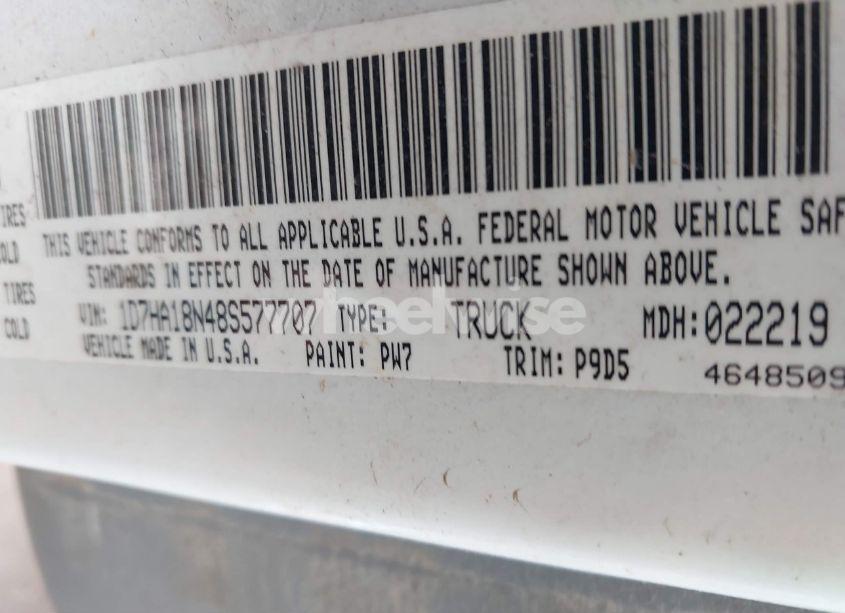 TIRES
COLD
TIRES
COLD
THIS VEHICLE CONFORMS TO ALL APPLICABLE U.S.A. FEDERAL MOTOR VEHICLE SAF
STANDARDS IN EFFECT ON THE DATE OF MANUFACTURE SHOWN ABOVE.
VIN: 1D7HA18N48S577707 TYPE: TRUCK MDH: 022219
VEHICLE MADE IN U.S.A. PAINT: PW7 TRIM: P9D5
4648509